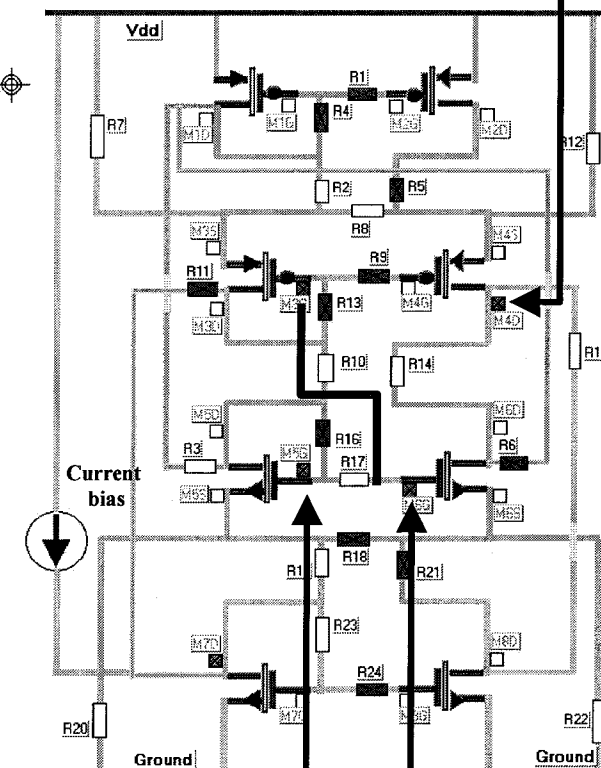 Vdd
R1
M1G
M2G
R4
R7
M1D
M2D
R12
R2
R5
R8
M3S
M4S
R9
R11
M4G
R13
M3D
M4D
R10
R14
R1
M5D
M6D
R16
R3
M5G
R6
R17
Current
bias
M5S
M6G
M6S
R18
R1
R21
R23
M7D
M8D
R24
M8G
R20
R22
Ground
Ground